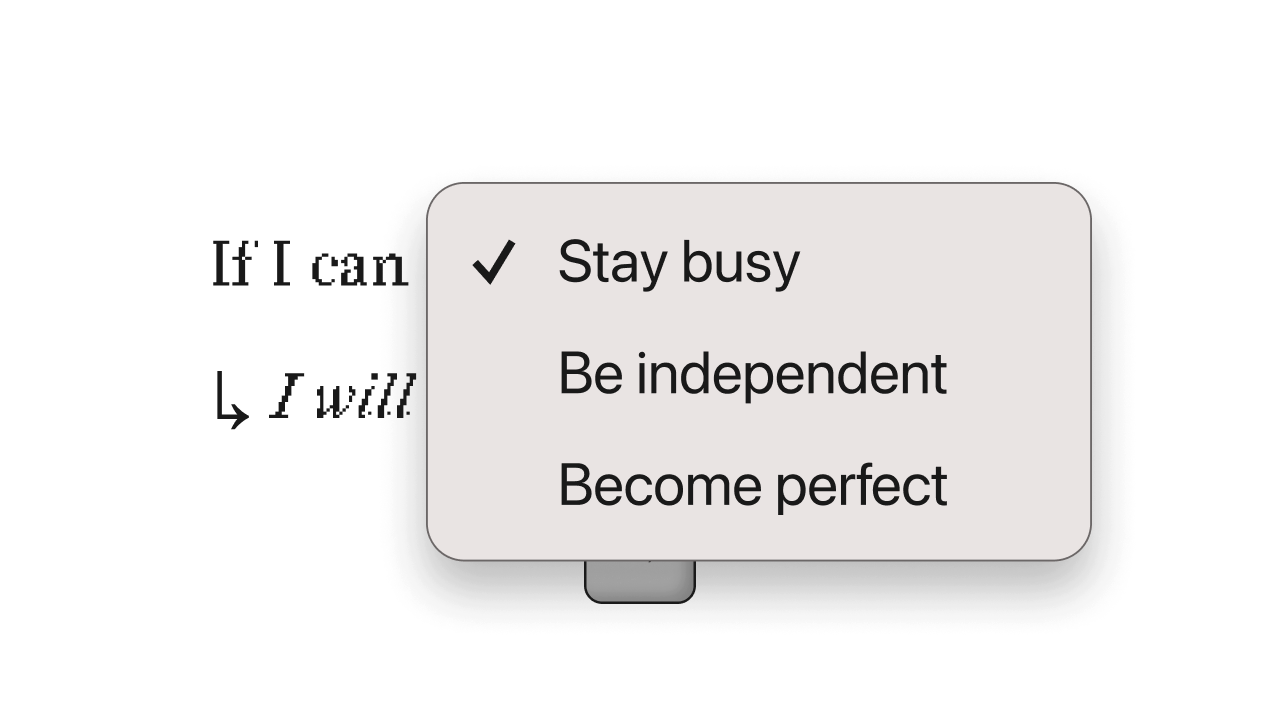 If I can
✓ Stay busy
Be independent
↳ I will
Become perfect